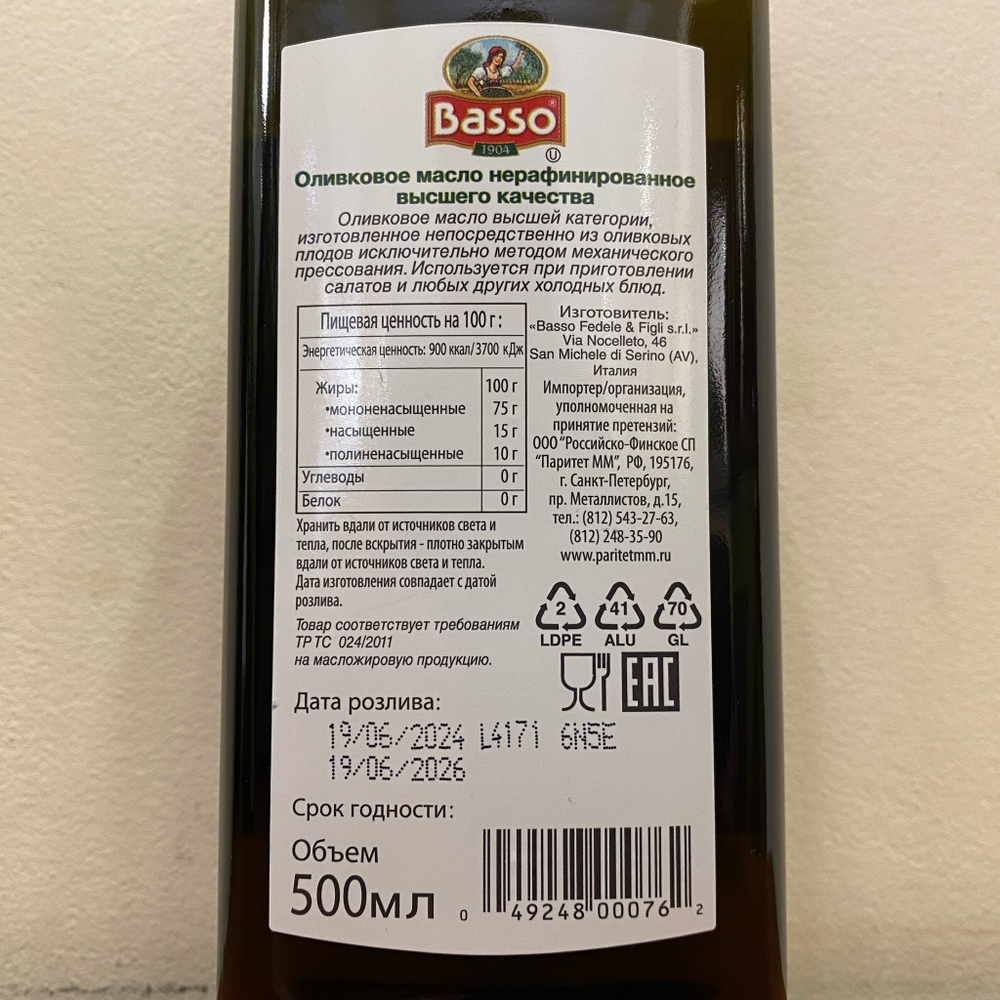 Basso®
1904
U
Оливковое масло нерафинированное
высшего качества
Оливковое масло высшей категории,
изготовленное непосредственно из оливковых
плодов исключительно методом механического
прессования. Используется при приготовлении
салатов и любых других холодных блюд.
Пищевая ценность на 100 г :
Энергетическая ценность: 900 ккал/3700 кДж
Жиры: 100 г
•мононенасыщенные 75 г
•насыщенные 15 г
•полиненасыщенные 10 г
Углеводы 0 г
Белок 0 г
Хранить вдали от источников света и
тепла, после вскрытия - плотно закрытым
вдали от источников света и тепла.
Дата изготовления совпадает с датой
розлива.
Товар соответствует требованиям
ТР ТС 024/2011
на масложировую продукцию.
Изготовитель:
«Basso Fedele & Figli s.r.l.»
Via Nocelleto, 46
San Michele di Serino (AV),
Италия
Импортер/организация,
уполномоченная на
принятие претензий:
ООО "Российско-Финское СП
"Паритет ММ", РФ, 195176,
г. Санкт-Петербург,
пр. Металлистов, д.15,
тел.: (812) 543-27-63,
(812) 248-35-90
www.paritetmm.ru
2 41 70
LDPE ALU GL
EAC
Дата розлива:
19/06/2024 L4171 6N5E
19/06/2026
Срок годности:
Объем
500мл
0 49248 00076 2